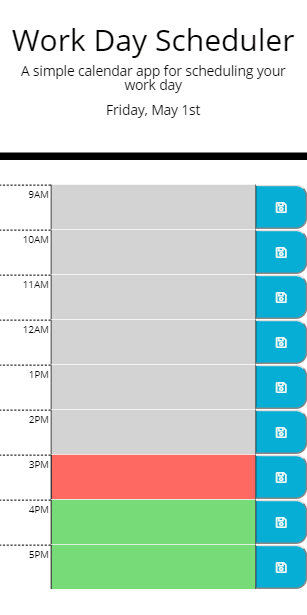 Work Day Scheduler
A simple calendar app for scheduling your
work day
Friday, May 1st
9AM
10AM
11AM
12AM
1PM
2PM
3PM
4PM
5PM